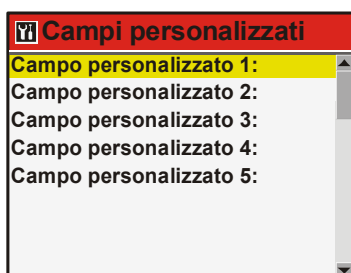 Campi personalizzati
Campo personalizzato 1:
Campo personalizzato 2:
Campo personalizzato 3:
Campo personalizzato 4:
Campo personalizzato 5: